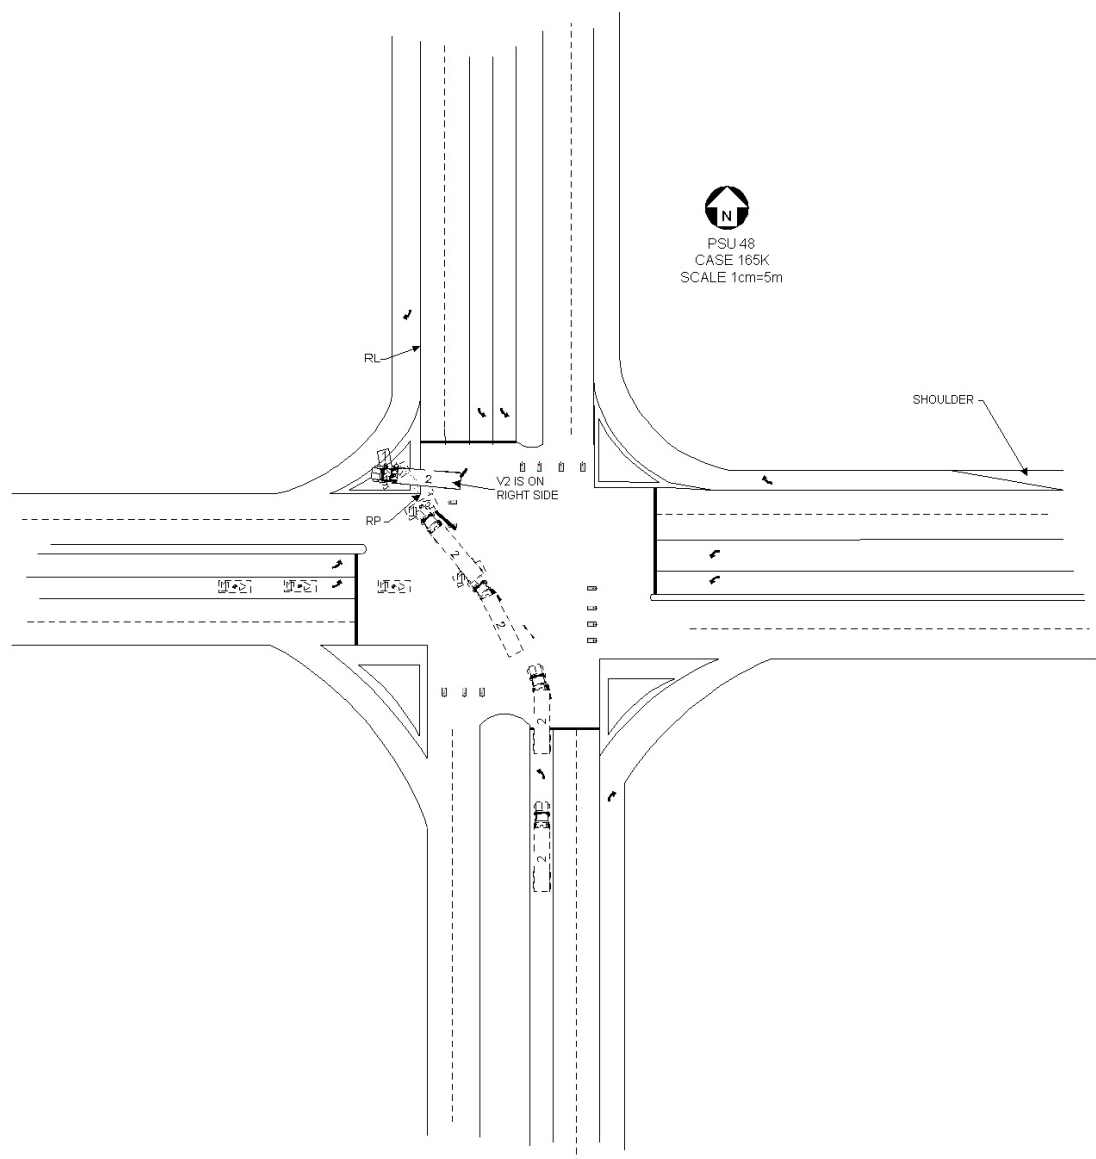 N
PSU 48
CASE 165K
SCALE 1cm=5m
RL
SHOULDER
2
V2 IS ON
RIGHT SIDE
RP
2
2
2
2